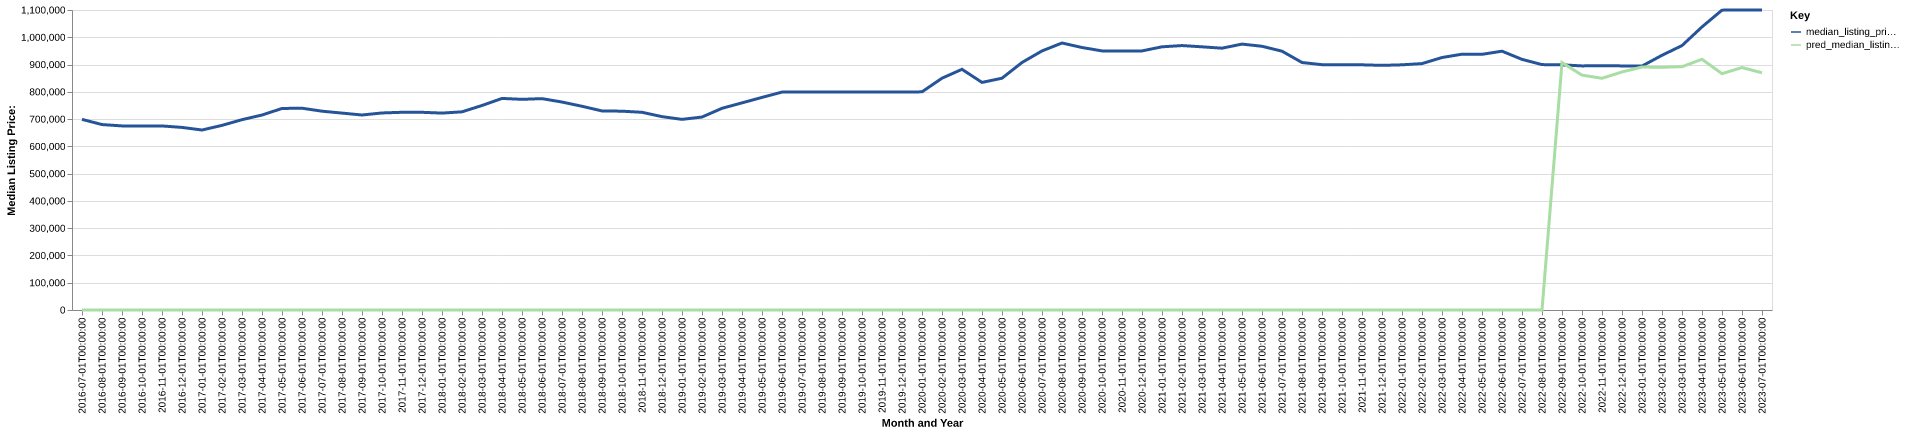 1,100,000
1,000,000
900,000
800,000
700,000
600,000
500,000
400,000
300,000
200,000
100,000
0
Median Listing Price:
2016-07-01T00:00:00
2016-08-01T00:00:00
2016-09-01T00:00:00
2016-10-01T00:00:00
2016-11-01T00:00:00
2016-12-01T00:00:00
2017-01-01T00:00:00
2017-02-01T00:00:00
2017-03-01T00:00:00
2017-04-01T00:00:00
2017-05-01T00:00:00
2017-06-01T00:00:00
2017-07-01T00:00:00
2017-08-01T00:00:00
2017-09-01T00:00:00
2017-10-01T00:00:00
2017-11-01T00:00:00
2017-12-01T00:00:00
2018-01-01T00:00:00
2018-02-01T00:00:00
2018-03-01T00:00:00
2018-04-01T00:00:00
2018-05-01T00:00:00
2018-06-01T00:00:00
2018-07-01T00:00:00
2018-08-01T00:00:00
2018-09-01T00:00:00
2018-10-01T00:00:00
2018-11-01T00:00:00
2018-12-01T00:00:00
2019-01-01T00:00:00
2019-02-01T00:00:00
2019-03-01T00:00:00
2019-04-01T00:00:00
2019-05-01T00:00:00
2019-06-01T00:00:00
2019-07-01T00:00:00
2019-08-01T00:00:00
2019-09-01T00:00:00
2019-10-01T00:00:00
2019-11-01T00:00:00
2019-12-01T00:00:00
2020-01-01T00:00:00
2020-02-01T00:00:00
2020-03-01T00:00:00
2020-04-01T00:00:00
2020-05-01T00:00:00
2020-06-01T00:00:00
2020-07-01T00:00:00
2020-08-01T00:00:00
2020-09-01T00:00:00
2020-10-01T00:00:00
2020-11-01T00:00:00
2020-12-01T00:00:00
2021-01-01T00:00:00
2021-02-01T00:00:00
2021-03-01T00:00:00
2021-04-01T00:00:00
2021-05-01T00:00:00
2021-06-01T00:00:00
2021-07-01T00:00:00
2021-08-01T00:00:00
2021-09-01T00:00:00
2021-10-01T00:00:00
2021-11-01T00:00:00
2021-12-01T00:00:00
2022-01-01T00:00:00
2022-02-01T00:00:00
2022-03-01T00:00:00
2022-04-01T00:00:00
2022-05-01T00:00:00
2022-06-01T00:00:00
2022-07-01T00:00:00
2022-08-01T00:00:00
2022-09-01T00:00:00
2022-10-01T00:00:00
2022-11-01T00:00:00
2022-12-01T00:00:00
2023-01-01T00:00:00
2023-02-01T00:00:00
2023-03-01T00:00:00
2023-04-01T00:00:00
2023-05-01T00:00:00
2023-06-01T00:00:00
2023-07-01T00:00:00
Month and Year
Key
median_listing_pri…
pred_median_listin…